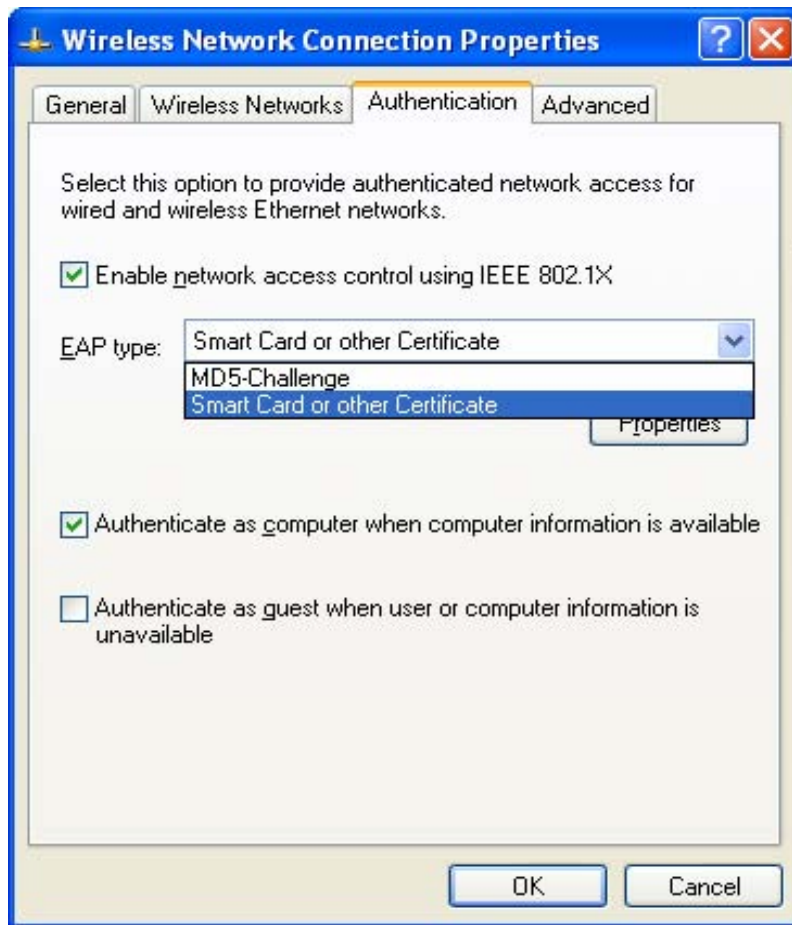 Wireless Network Connection Properties
General Wireless Networks Authentication Advanced
Select this option to provide authenticated network access for
wired and wireless Ethernet networks.
Enable network access control using IEEE 802.1X
EAP type: Smart Card or other Certificate
MD5-Challenge
Smart Card or other Certificate
Properties
Authenticate as computer when computer information is available
Authenticate as guest when user or computer information is
unavailable
OK Cancel